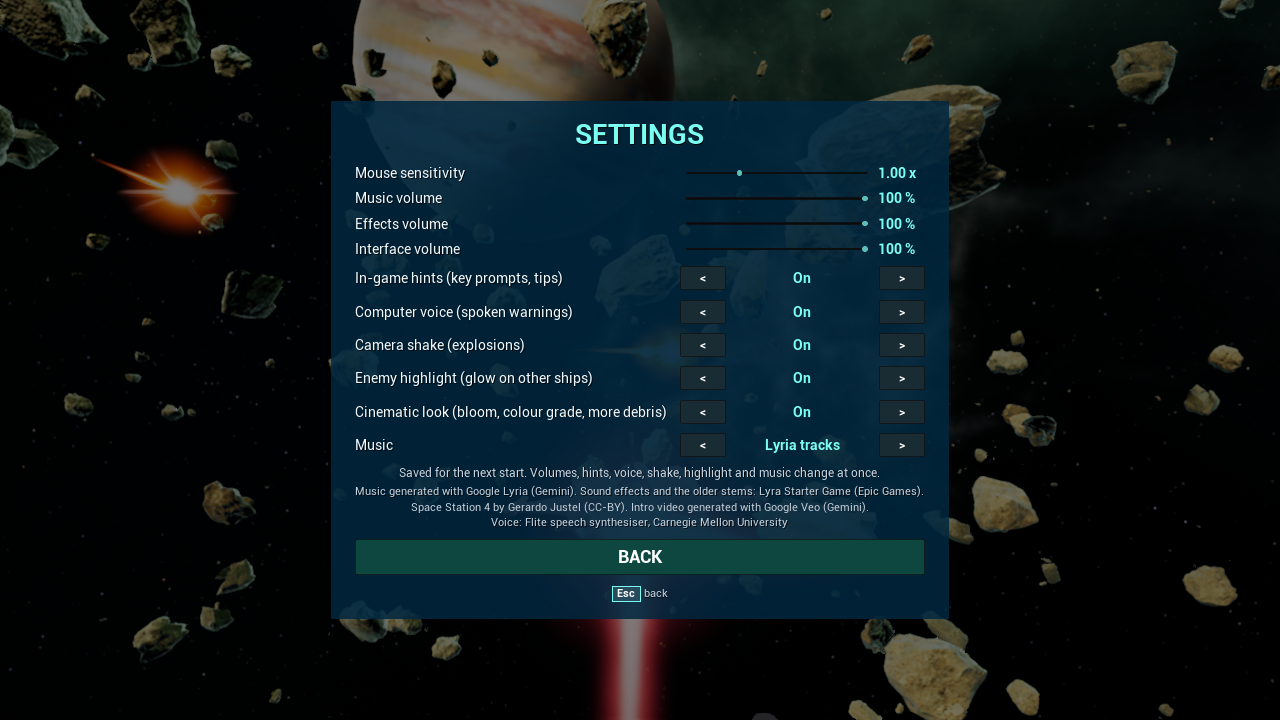 SETTINGS
Mouse sensitivity 1.00 x
Music volume 100 %
Effects volume 100 %
Interface volume 100 %
In-game hints (key prompts, tips) < On >
Computer voice (spoken warnings) < On >
Camera shake (explosions) < On >
Enemy highlight (glow on other ships) < On >
Cinematic look (bloom, colour grade, more debris) < On >
Music < Lyria tracks >
Saved for the next start. Volumes, hints, voice, shake, highlight and music change at once.
Music generated with Google Lyria (Gemini). Sound effects and the older stems: Lyra Starter Game (Epic Games).
Space Station 4 by Gerardo Justel (CC-BY). Intro video generated with Google Veo (Gemini).
Voice: Flite speech synthesiser, Carnegie Mellon University
BACK
Esc back